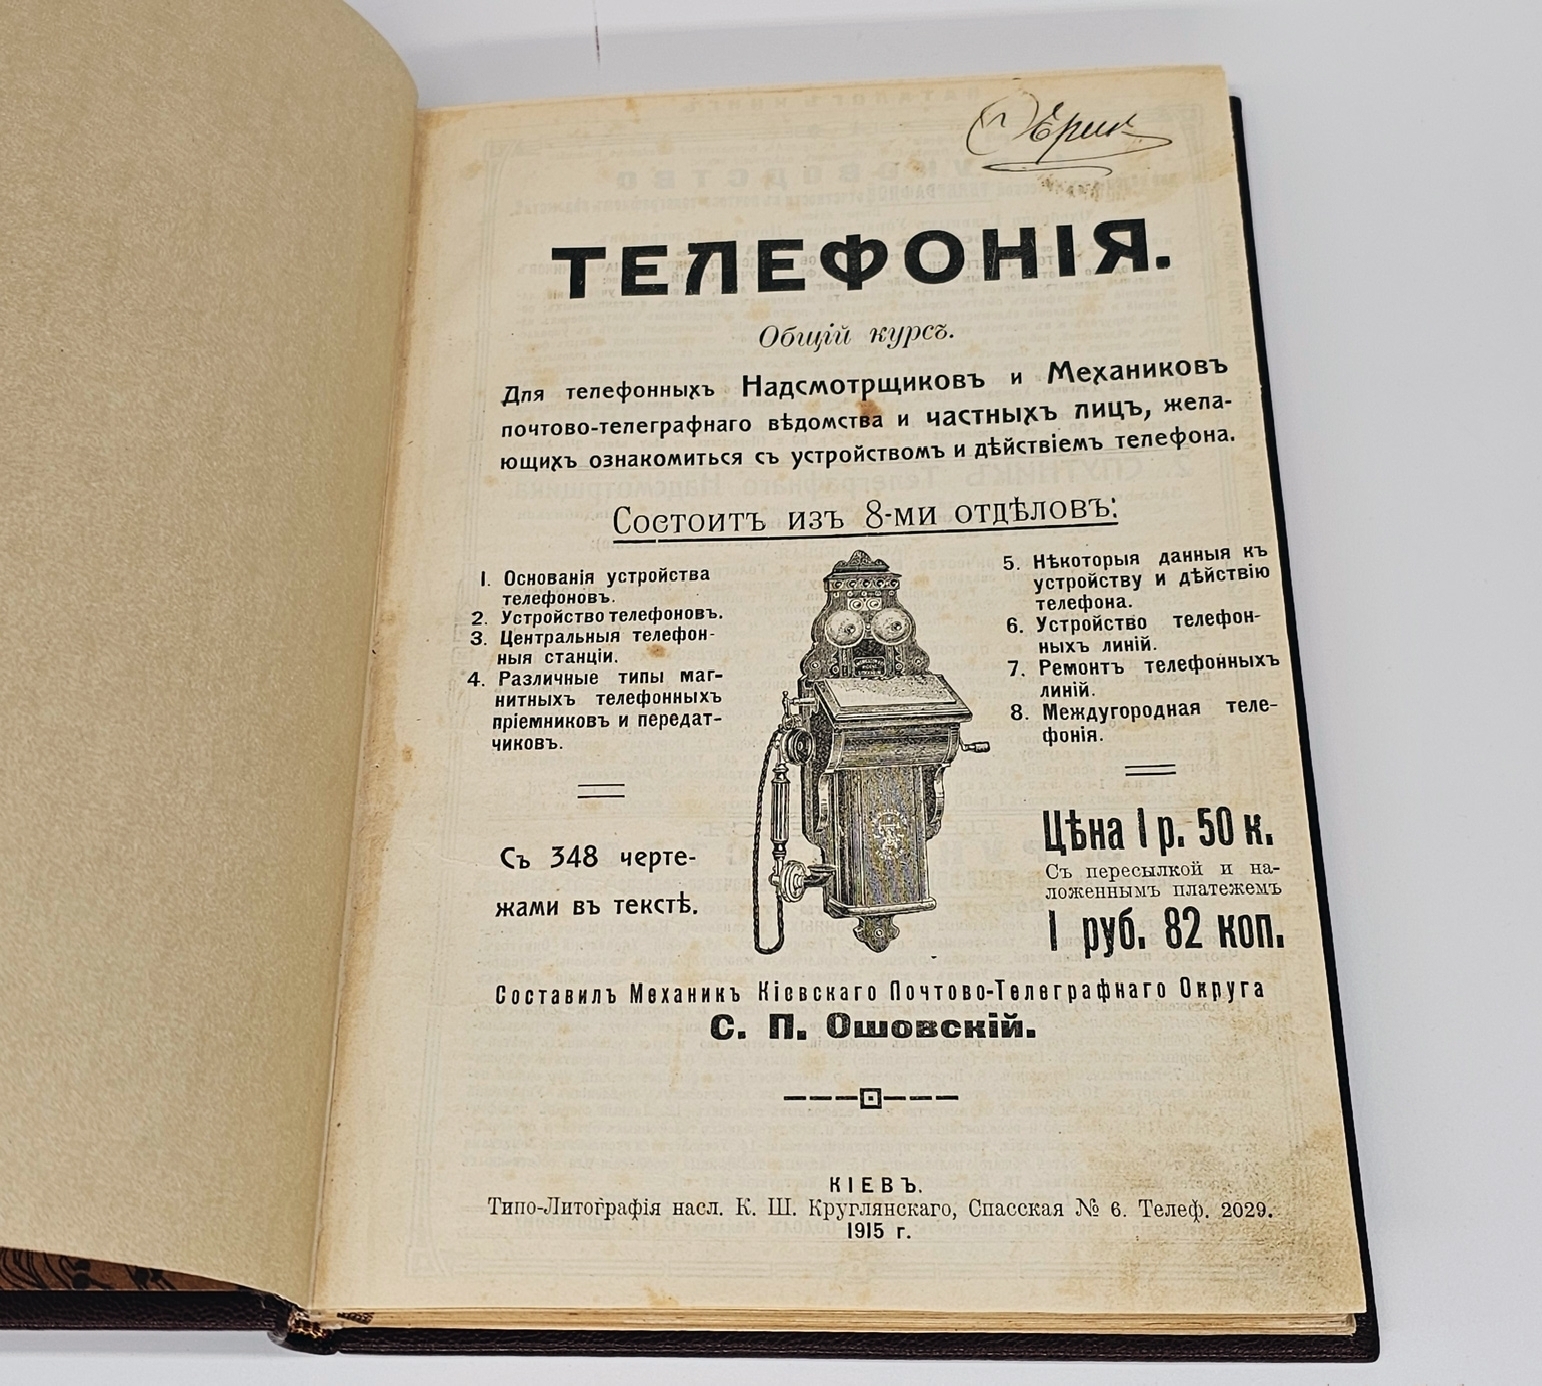 ТЕЛЕФОНІЯ.
Общій курсъ.
Для телефонныхъ Надсмотрщиковъ и Механиковъ
почтово-телеграфнаго вѣдомства и частныхъ лицъ, жела-
ющихъ ознакомиться съ устройствомъ и дѣйствіемъ телефона.
Состоитъ изъ 8-ми отдѣловъ:
1. Основанія устройства
телефоновъ.
2. Устройство телефоновъ.
3. Центральныя телефон-
ныя станціи.
4. Различные типы маг-
нитныхъ телефонныхъ
пріемниковъ и передат-
чиковъ.
5. Нѣкоторыя данныя къ
устройству и дѣйствію
телефона.
6. Устройство телефон-
ныхъ линій.
7. Ремонтъ телефонныхъ
линій.
8. Междугородная теле-
фонія.
Съ 348 черте-
жами въ текстѣ.
Цѣна 1 р. 50 к.
Съ пересылкой и на-
ложеннымъ платежемъ
1 руб. 82 коп.
Составилъ Механикъ Кіевскаго Почтово-Телеграфнаго Округа
С. П. Ошовскій.
КІЕВЪ.
Типо-Литографія насл. К. Ш. Круглянскаго, Спасская № 6. Телеф. 2029.
1915 г.